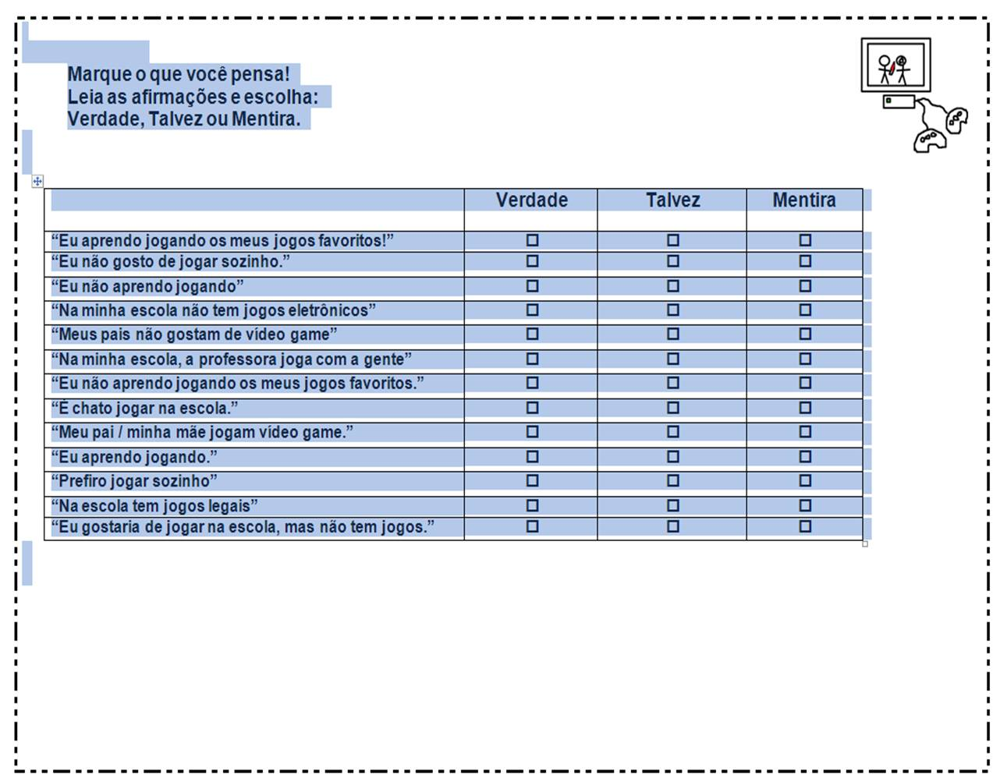 Marque o que você pensa!
Leia as afirmações e escolha:
Verdade, Talvez ou Mentira.
Verdade Talvez Mentira
“Eu aprendo jogando os meus jogos favoritos!” ☐ ☐ ☐
“Eu não gosto de jogar sozinho.” ☐ ☐ ☐
“Eu não aprendo jogando” ☐ ☐ ☐
“Na minha escola não tem jogos eletrônicos” ☐ ☐ ☐
“Meus pais não gostam de vídeo game” ☐ ☐ ☐
“Na minha escola, a professora joga com a gente” ☐ ☐ ☐
“Eu não aprendo jogando os meus jogos favoritos.” ☐ ☐ ☐
“É chato jogar na escola.” ☐ ☐ ☐
“Meu pai / minha mãe jogam vídeo game.” ☐ ☐ ☐
“Eu aprendo jogando.” ☐ ☐ ☐
“Prefiro jogar sozinho” ☐ ☐ ☐
“Na escola tem jogos legais” ☐ ☐ ☐
“Eu gostaria de jogar na escola, mas não tem jogos.” ☐ ☐ ☐